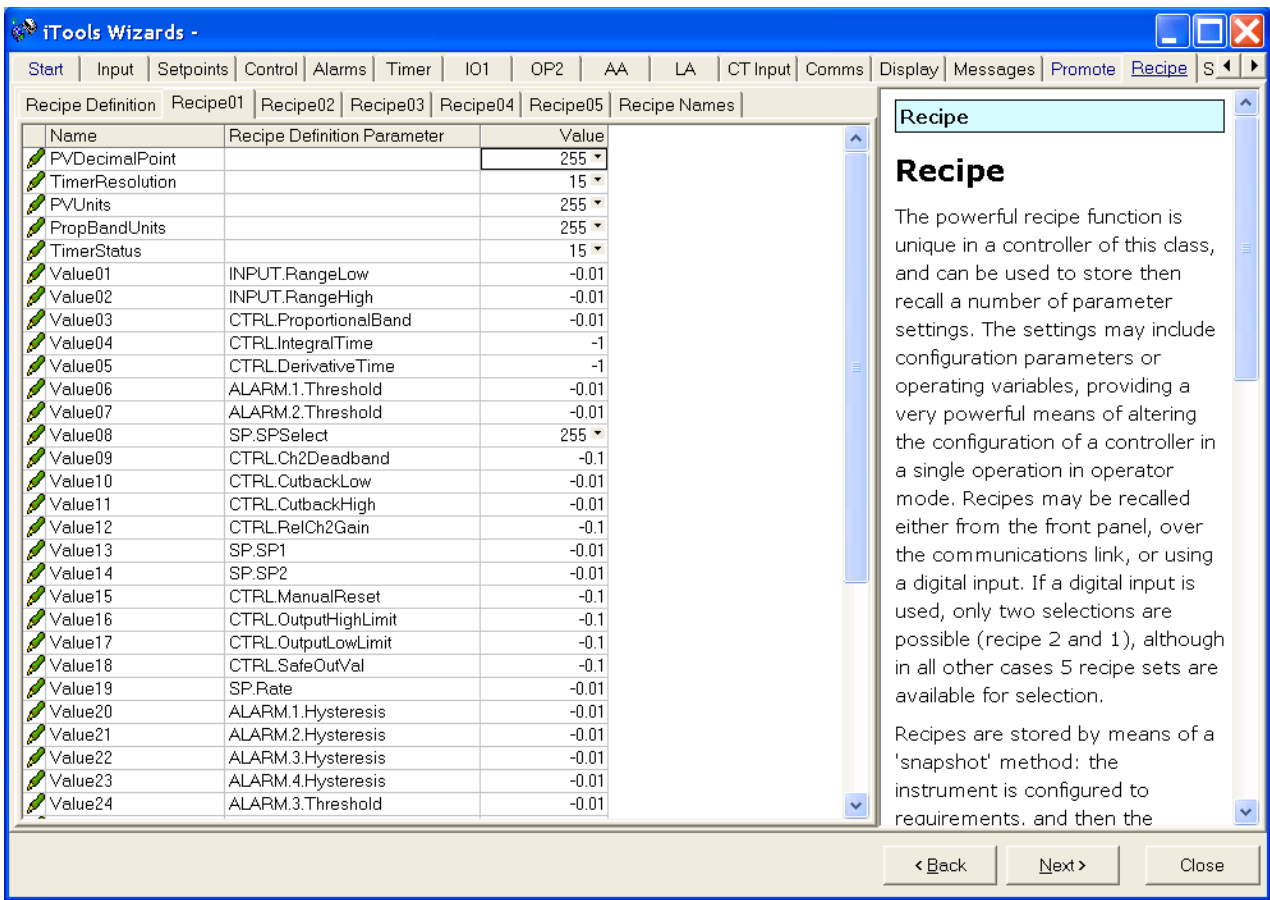 iTools Wizards -
Start Input Setpoints Control Alarms Timer IO1 OP2 AA LA CT Input Comms Display Messages Promote Recipe S
Recipe Definition Recipe01 Recipe02 Recipe03 Recipe04 Recipe05 Recipe Names
Name Recipe Definition Parameter Value
PVDecimalPoint 255
TimerResolution 15
PVUnits 255
PropBandUnits 255
TimerStatus 15
Value01 INPUT.RangeLow -0.01
Value02 INPUT.RangeHigh -0.01
Value03 CTRL.ProportionalBand -0.01
Value04 CTRL.IntegralTime -1
Value05 CTRL.DerivativeTime -1
Value06 ALARM.1.Threshold -0.01
Value07 ALARM.2.Threshold -0.01
Value08 SP.SPSelect 255
Value09 CTRL.Ch2Deadband -0.1
Value10 CTRL.CutbackLow -0.01
Value11 CTRL.CutbackHigh -0.01
Value12 CTRL.RelCh2Gain -0.1
Value13 SP.SP1 -0.01
Value14 SP.SP2 -0.01
Value15 CTRL.ManualReset -0.1
Value16 CTRL.OutputHighLimit -0.1
Value17 CTRL.OutputLowLimit -0.1
Value18 CTRL.SafeOutVal -0.1
Value19 SP.Rate -0.01
Value20 ALARM.1.Hysteresis -0.01
Value21 ALARM.2.Hysteresis -0.01
Value22 ALARM.3.Hysteresis -0.01
Value23 ALARM.4.Hysteresis -0.01
Value24 ALARM.3.Threshold -0.01
Recipe
Recipe
The powerful recipe function is
unique in a controller of this class,
and can be used to store then
recall a number of parameter
settings. The settings may include
configuration parameters or
operating variables, providing a
very powerful means of altering
the configuration of a controller in
a single operation in operator
mode. Recipes may be recalled
either from the front panel, over
the communications link, or using
a digital input. If a digital input is
used, only two selections are
possible (recipe 2 and 1), although
in all other cases 5 recipe sets are
available for selection.
Recipes are stored by means of a
'snapshot' method: the
instrument is configured to
requirements, and then the
< Back Next > Close